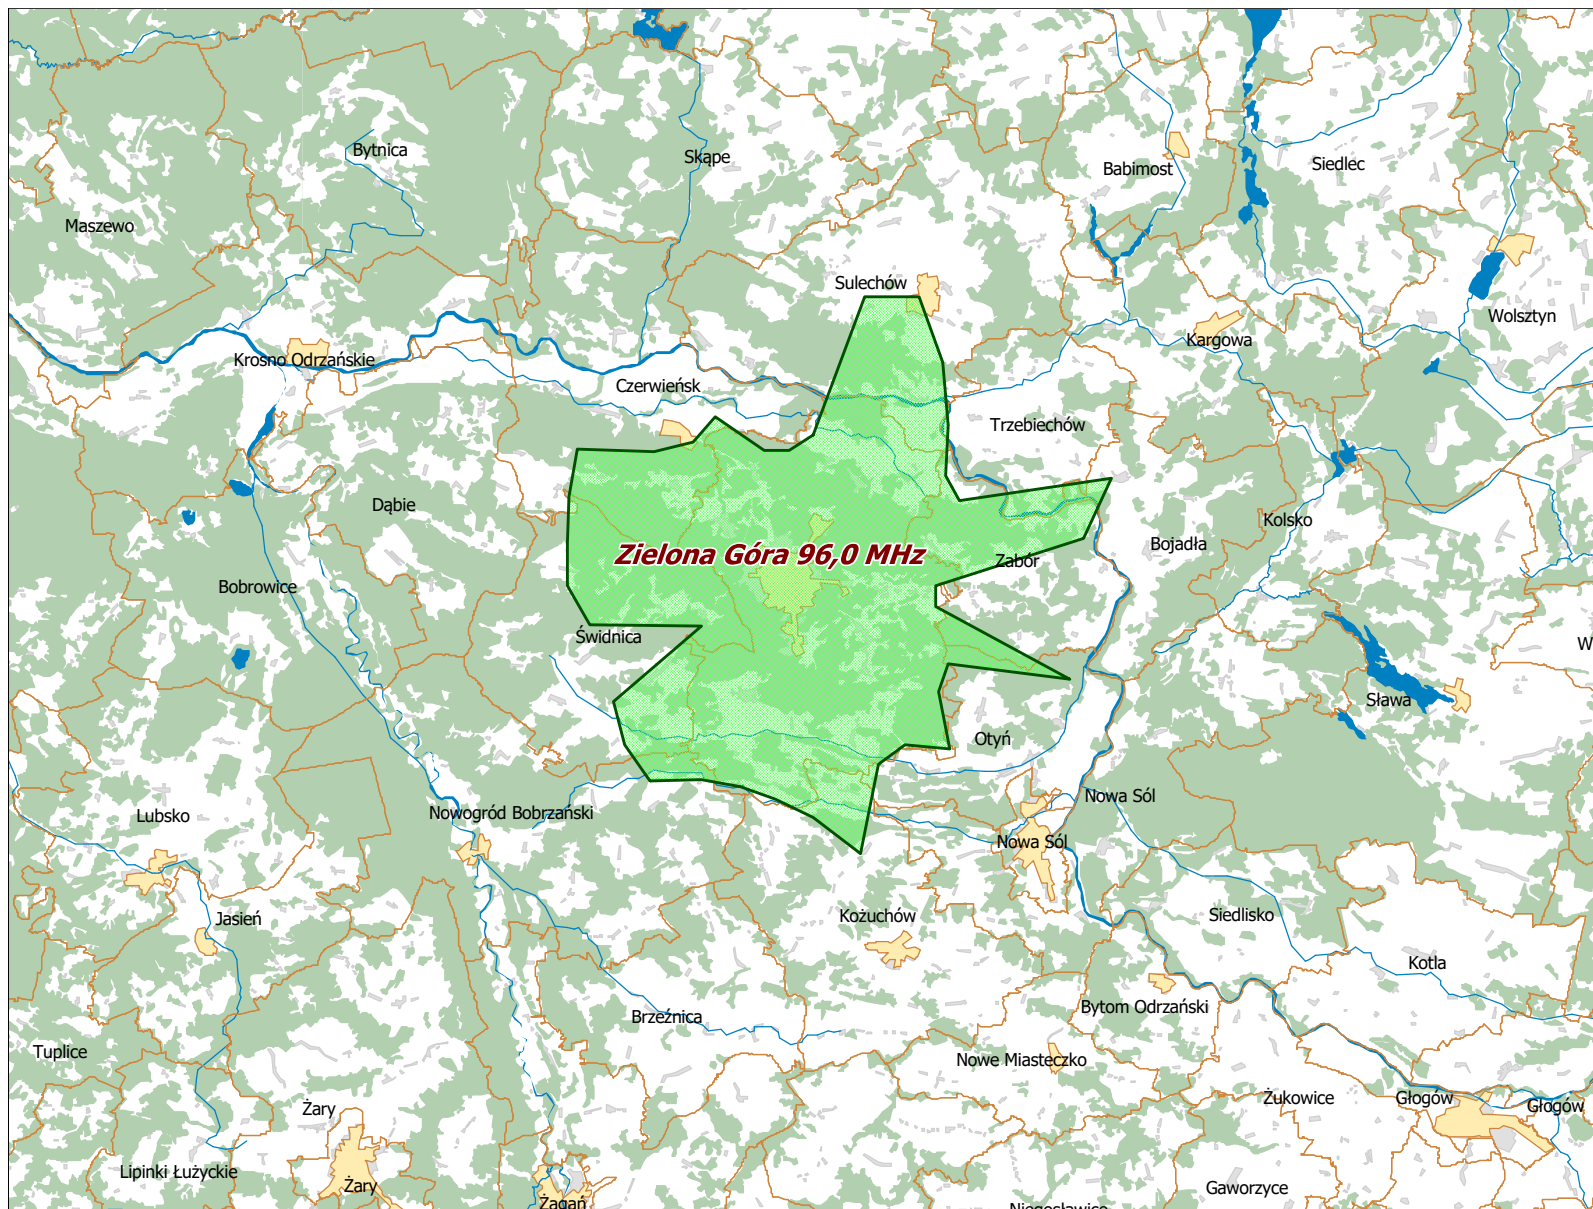 Bytnica
Skąpe
Babimost
Siedlec
Maszewo
Sulechów
Wolsztyn
Kargowa
Krosno Odrzańskie
Czerwieńsk
Trzebiechów
Dąbie
Kolsko
Bojadła
Zielona Góra 96,0 MHz
Zabór
Bobrowice
Świdnica
W
Sława
Otyń
Nowa Sól
Lubsko
Nowogród Bobrzański
Nowa Sól
Jasień
Kożuchów
Siedlisko
Kotla
Bytom Odrzański
Brzeźnica
Tuplice
Nowe Miasteczko
Żukowice
Głogów
Głogów
Żary
Lipinki Łużyckie
Żary
Gaworzyce
Żagań
Niegosławice